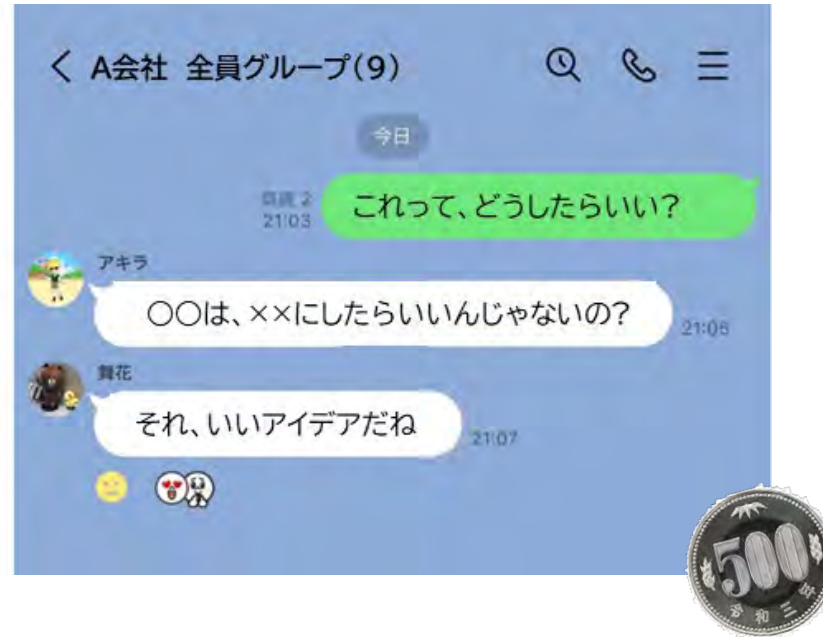 A会社 全員グループ(9)
今日
既読 2
21:03
これって、どうしたらいい?
アキラ
〇〇は、××にしたらいいんじゃないの?
舞花
それ、いいアイデアだね
21:07
500
令和三年